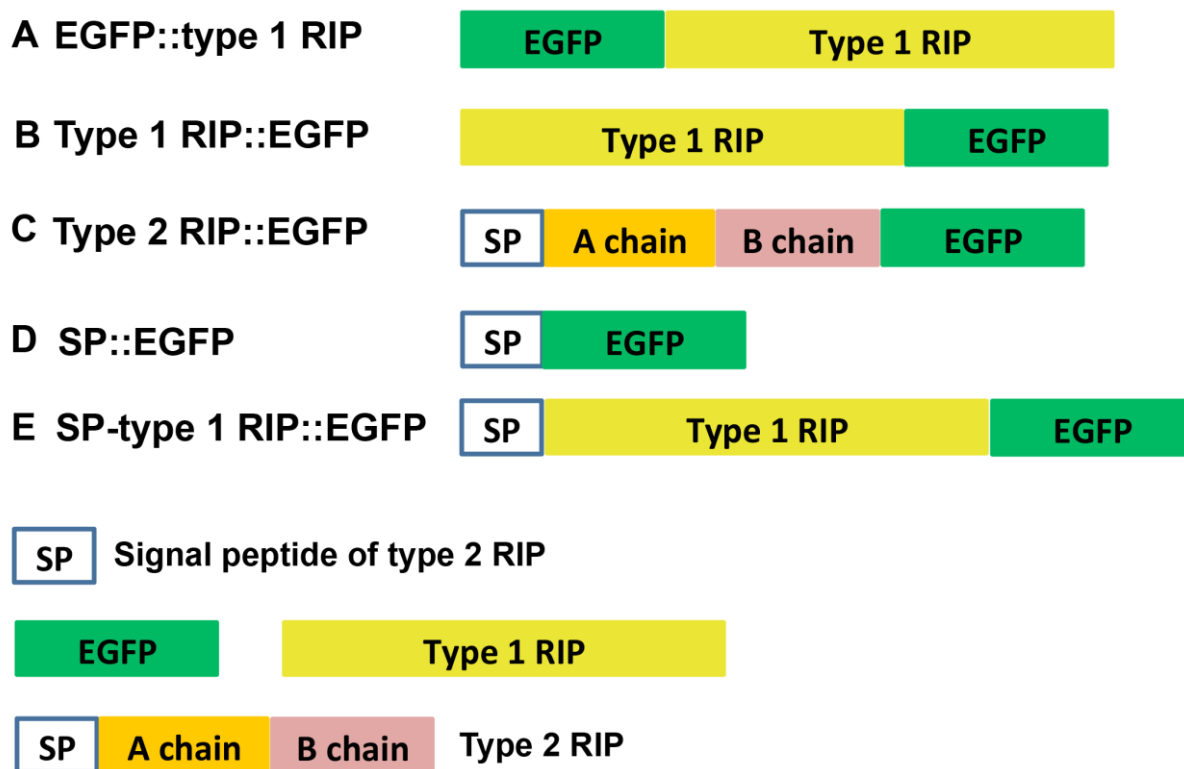 A EGFP::type 1 RIP EGFP Type 1 RIP
B Type 1 RIP::EGFP Type 1 RIP EGFP
C Type 2 RIP::EGFP SP A chain B chain EGFP
D SP::EGFP SP EGFP
E SP-type 1 RIP::EGFP SP Type 1 RIP EGFP
SP Signal peptide of type 2 RIP
EGFP Type 1 RIP
SP A chain B chain Type 2 RIP